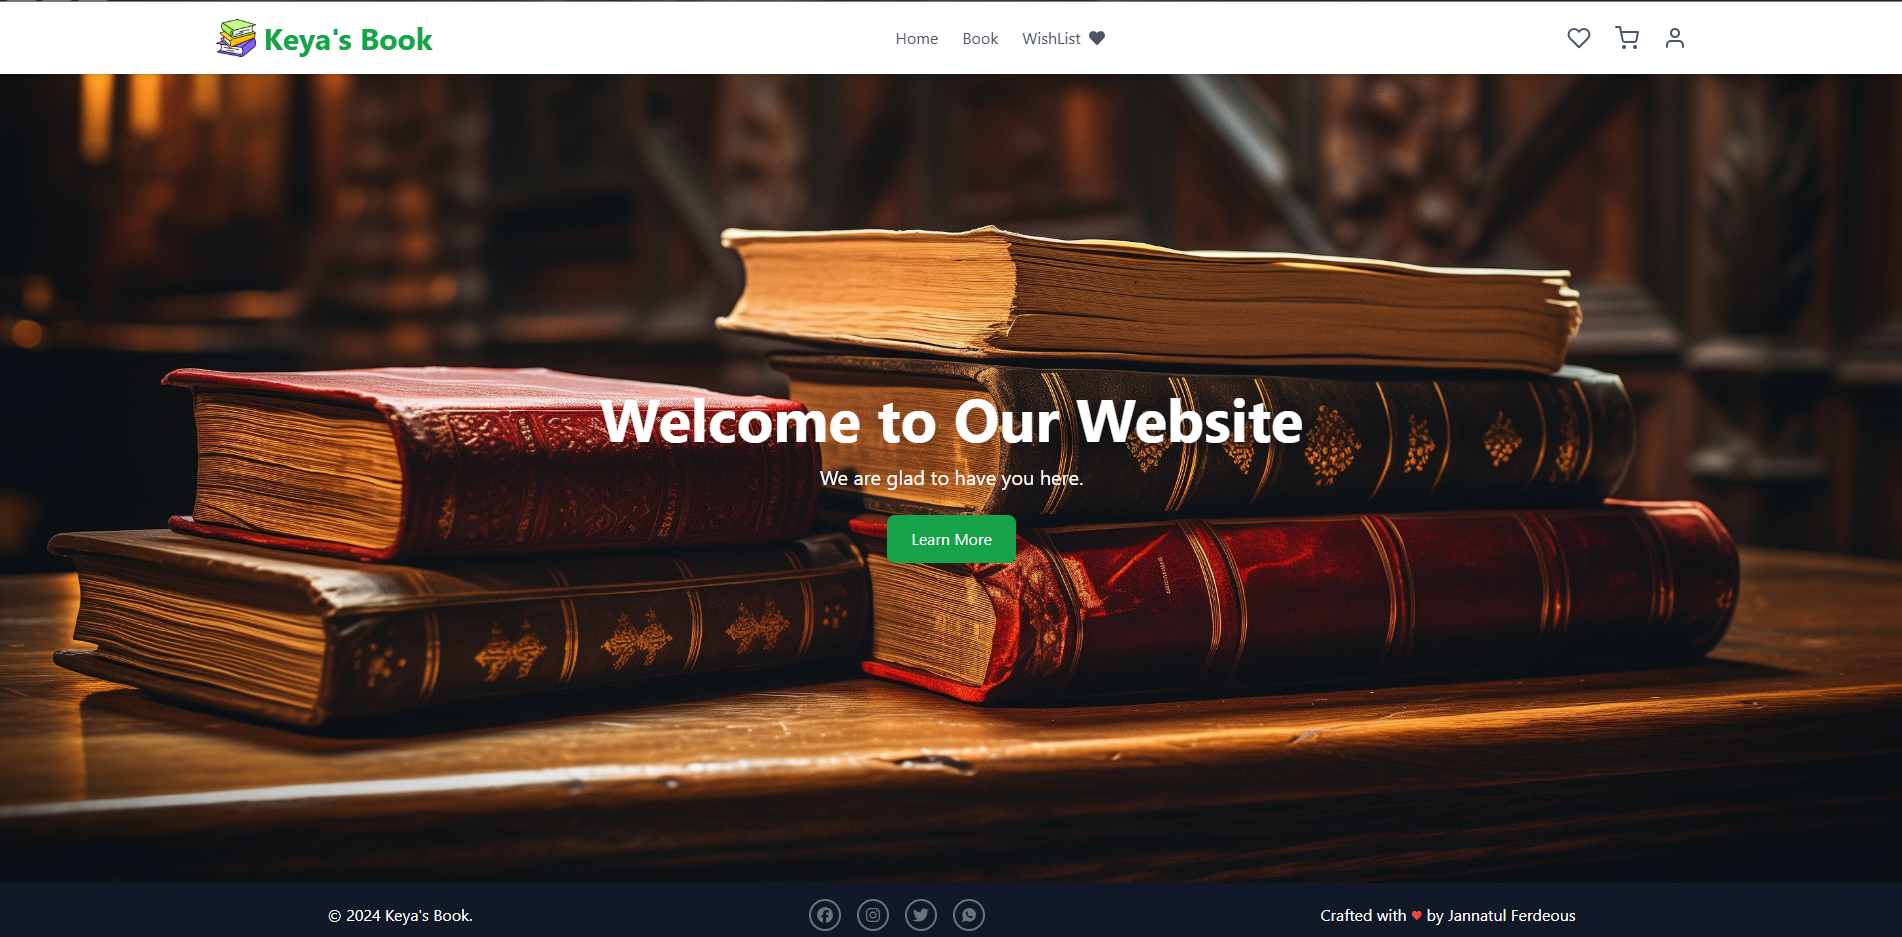 Keya's Book
Home Book WishList
Welcome to Our Website
We are glad to have you here.
Learn More
© 2024 Keya's Book.
Crafted with ♥ by Jannatul Ferdeous